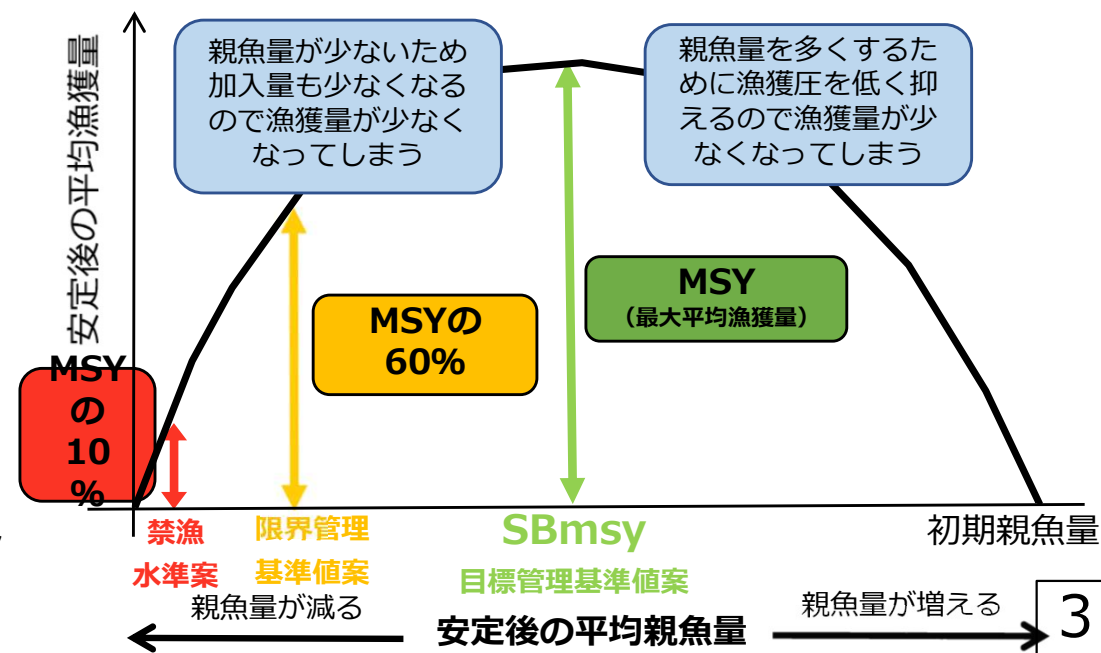 安定後の平均漁獲量
親魚量が少ないため
加入量も少なくなる
ので漁獲量が少なく
なってしまう
親魚量を多くするた
めに漁獲圧を低く抑
えるので漁獲量が少
なくなってしまう
MSY
（最大平均漁獲量）
MSYの
60%
MSY
の
10
%
禁漁
水準案
限界管理
基準値案
SBmsy
目標管理基準値案
初期親魚量
親魚量が減る
安定後の平均親魚量
親魚量が増える
3